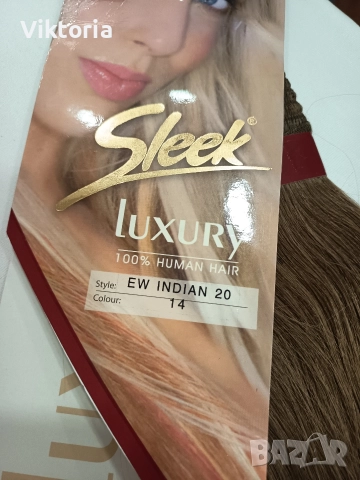 Viktoria
Sleek®
LUXURY
100% HUMAN HAIR
Style: EW INDIAN 20
Colour: 14
BAZAR